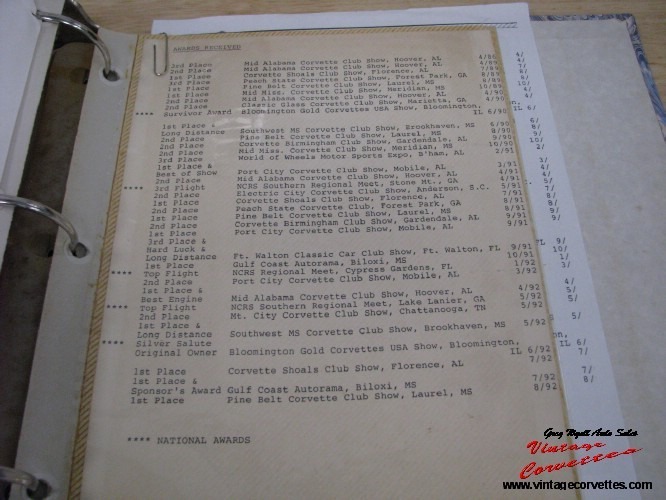 AWARDS RECEIVED
3rd Place Mid Alabama Corvette Club Show, Hoover, AL 4/86
2nd Place Mid Alabama Corvette Club Show, Hoover, AL 4/89
2nd Place Corvette Shoals Club Show, Florence, AL 7/89
3rd Place Peach State Corvette Club Show, Forest Park, GA 8/89
1st Place Pine Belt Corvette Club Show, Laurel, MS 8/89
1st Place Mid Miss. Corvette Club Show, Meridian, MS 10/89
2nd Place Mid Alabama Corvette Club Show, Hoover, AL 4/90
2nd Place Classic Glass Corvette Club Show, Marietta, GA 4/90
**** Survivor Award Bloomington Gold Corvettes USA Show, Bloomington, IL 6/90
1st Place &
Long Distance Southwest MS Corvette Club Show, Brookhaven, MS 6/90
2nd Place Pine Belt Corvette Club Show, Laurel, MS 8/90
2nd Place Corvette Birmingham Club Show, Gardendale, AL 9/90
2nd Place Mid Miss. Corvette Club Show, Meridian, MS 10/90
3rd Place World of Wheels Motor Sports Expo, B'ham, AL 2/91
1st Place &
Best of Show Port City Corvette Club Show, Mobile, AL 3/91
2nd Place Mid Alabama Corvette Club Show, Hoover, AL 4/91
**** 3rd Flight NCRS Southern Regional Meet, Stone Mt., GA 4/91
2nd Place Electric City Corvette Club Show, Anderson, S.C. 5/91
1st Place Corvette Shoals Club Show, Florence, AL 7/91
2nd Place Peach State Corvette Club, Forest Park, GA 8/91
1st Place Pine Belt Corvette Club Show, Laurel, MS 8/91
2nd Place Corvette Birmingham Club Show, Gardendale, AL 9/91
1st Place Port City Corvette Club Show, Mobile, AL 9/91
3rd Place &
Hard Luck &
Long Distance Ft. Walton Classic Car Club Show, Ft. Walton, FL 9/91
1st Place Gulf Coast Autorama, Biloxi, MS 10/91
**** Top Flight NCRS Regional Meet, Cypress Gardens, FL 1/92
2nd Place Port City Corvette Club Show, Mobile, AL 3/92
1st Place &
Best Engine Mid Alabama Corvette Club Show, Hoover, AL 4/92
**** Top Flight NCRS Southern Regional Meet, Lake Lanier, GA 5/92
2nd Place Mt. City Corvette Club Show, Chattanooga, TN 5/92
1st Place &
Long Distance Southwest MS Corvette Club Show, Brookhaven, MS 5/92
**** Silver Salute
Original Owner Bloomington Gold Corvettes USA Show, Bloomington, IL 6/92
1st Place Corvette Shoals Club Show, Florence, AL 7/92
1st Place &
Sponsor's Award Gulf Coast Autorama, Biloxi, MS 7/92
1st Place Pine Belt Corvette Club Show, Laurel, MS 8/92
**** NATIONAL AWARDS
Greg Wyatt Auto Sales
Vintage
Corvettes
www.vintagecorvettes.com